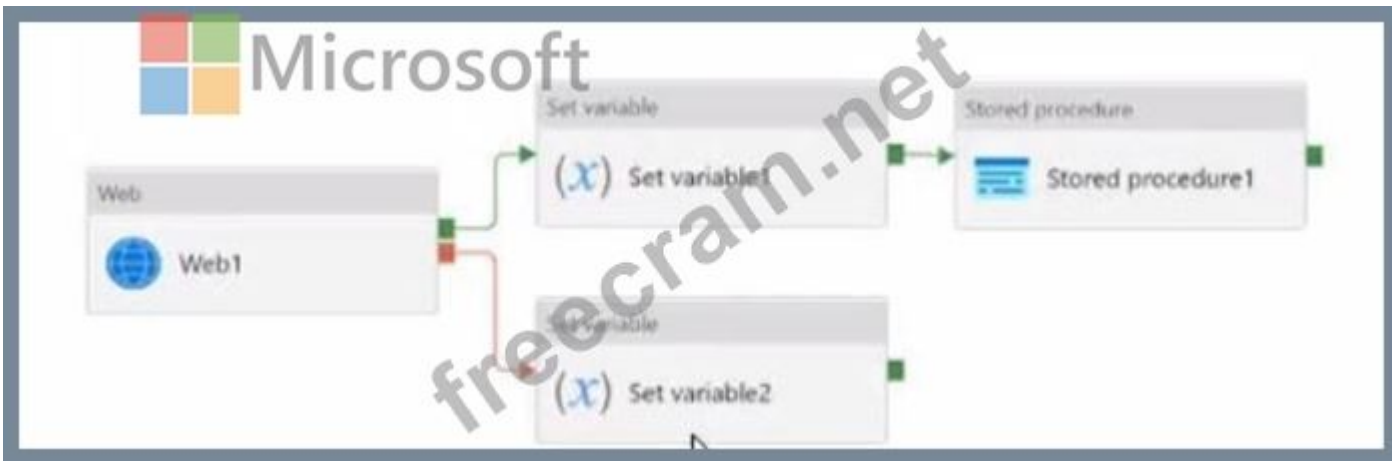 Microsoft
Set variable
(x) Set variable1
Stored procedure
Stored procedure1
Web
Web1
Set variable
(x) Set variable2
freecram.net